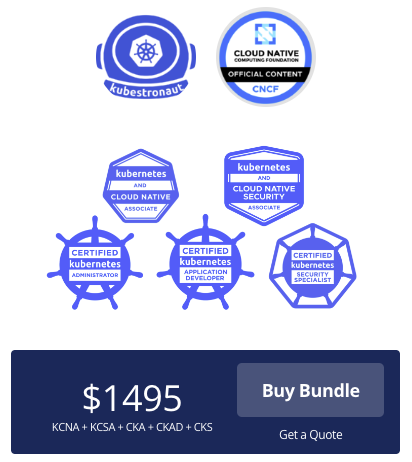 kubestronaut
CLOUD NATIVE
COMPUTING FOUNDATION
OFFICIAL CONTENT
CNCF
kubernetes
AND
CLOUD NATIVE
ASSOCIATE
kubernetes
AND
CLOUD NATIVE
SECURITY
ASSOCIATE
CERTIFIED
kubernetes
ADMINISTRATOR
CERTIFIED
kubernetes
APPLICATION
DEVELOPER
CERTIFIED
kubernetes
SECURITY
SPECIALIST
$1495
KCNA + KCSA + CKA + CKAD + CKS
Buy Bundle
Get a Quote